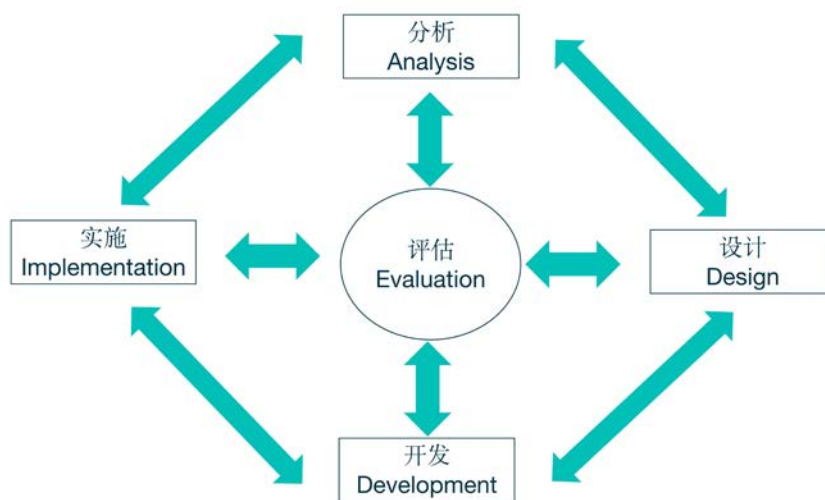 分析
Analysis
实施
Implementation
评估
Evaluation
设计
Design
开发
Development